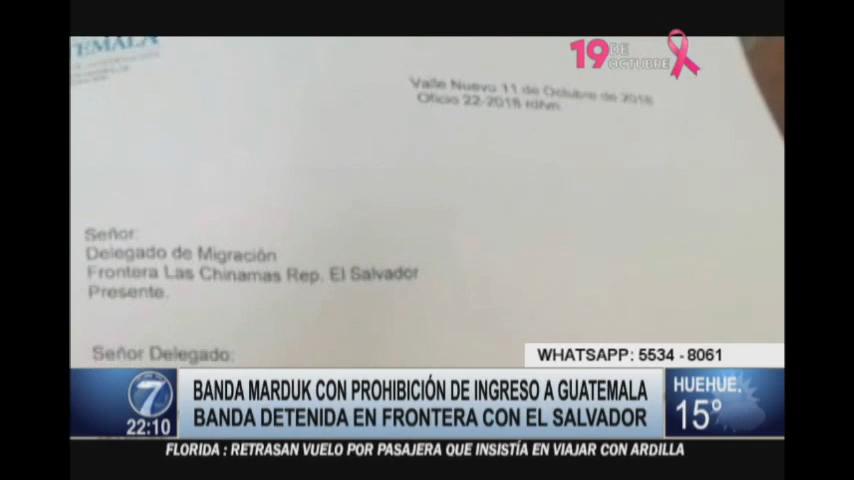 19 DE OCTUBRE
Valle Nuevo 11 de Octubre de 2018
Oficio 22-2018
Señor:
Delegado de Migración
Frontera Las Chinamas Rep. El Salvador
Presente.
Señor Delegado:
WHATSAPP: 5534 - 8061
7
22:10
BANDA MARDUK CON PROHIBICIÓN DE INGRESO A GUATEMALA
BANDA DETENIDA EN FRONTERA CON EL SALVADOR
HUEHUE.
15°
FLORIDA : RETRASAN VUELO POR PASAJERA QUE INSISTÍA EN VIAJAR CON ARDILLA